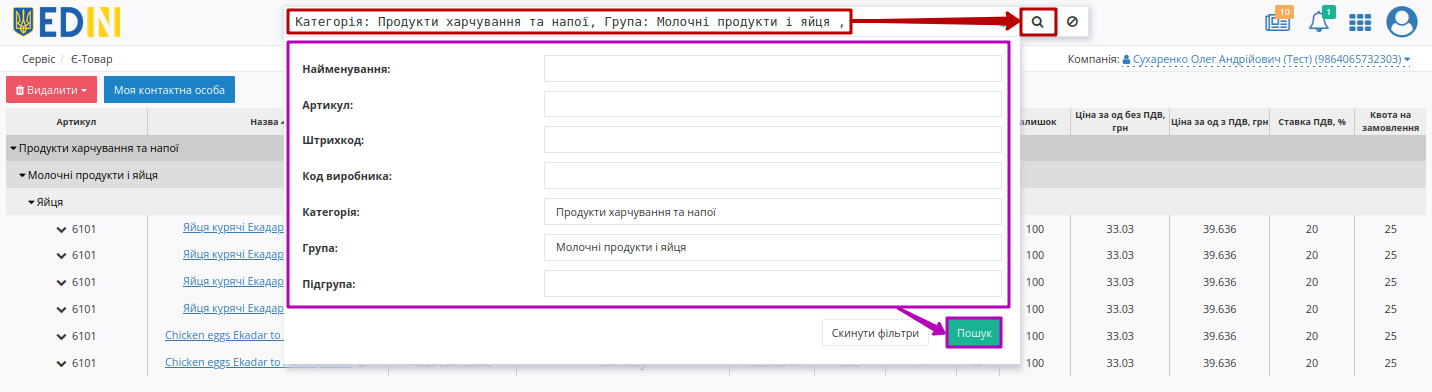 EDIN
Категорія: Продукти харчування та напої, Група: Молочні продукти і яйця ,
10
1
Сервіс / Є-Товар
Компанія: Сухаренко Олег Андрійович (Тест) (9864065732303)
Видалити
Моя контактна особа
Найменування:
Артикул:
Штрихкод:
Код виробника:
Категорія: Продукти харчування та напої
Група: Молочні продукти і яйця
Підгрупа:
Скинути фільтри Пошук
Артикул Назва алишок Ціна за од без ПДВ, грн Ціна за од з ПДВ, грн Ставка ПДВ, % Квота на замовлення
Продукти харчування та напої
Молочні продукти і яйця
Яйця
6101 Яйця курячі Екадар 100 33.03 39.636 20 25
6101 Яйця курячі Екадар 100 33.03 39.636 20 25
6101 Яйця курячі Екадар 100 33.03 39.636 20 25
6101 Яйця курячі Екадар 100 33.03 39.636 20 25
6101 Chicken eggs Ekadar to 100 33.03 39.636 20 25
6101 Chicken eggs Ekadar to 100 33.03 39.636 20 25